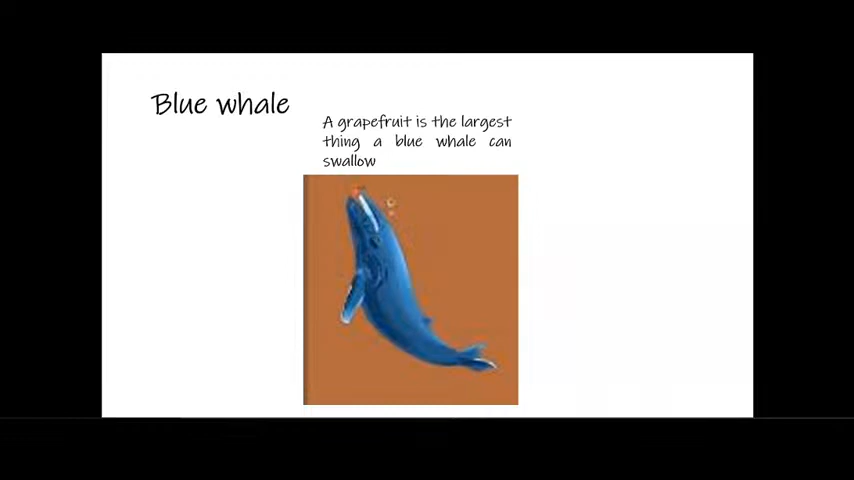 Blue whale
A grapefruit is the largest
thing a blue whale can
swallow